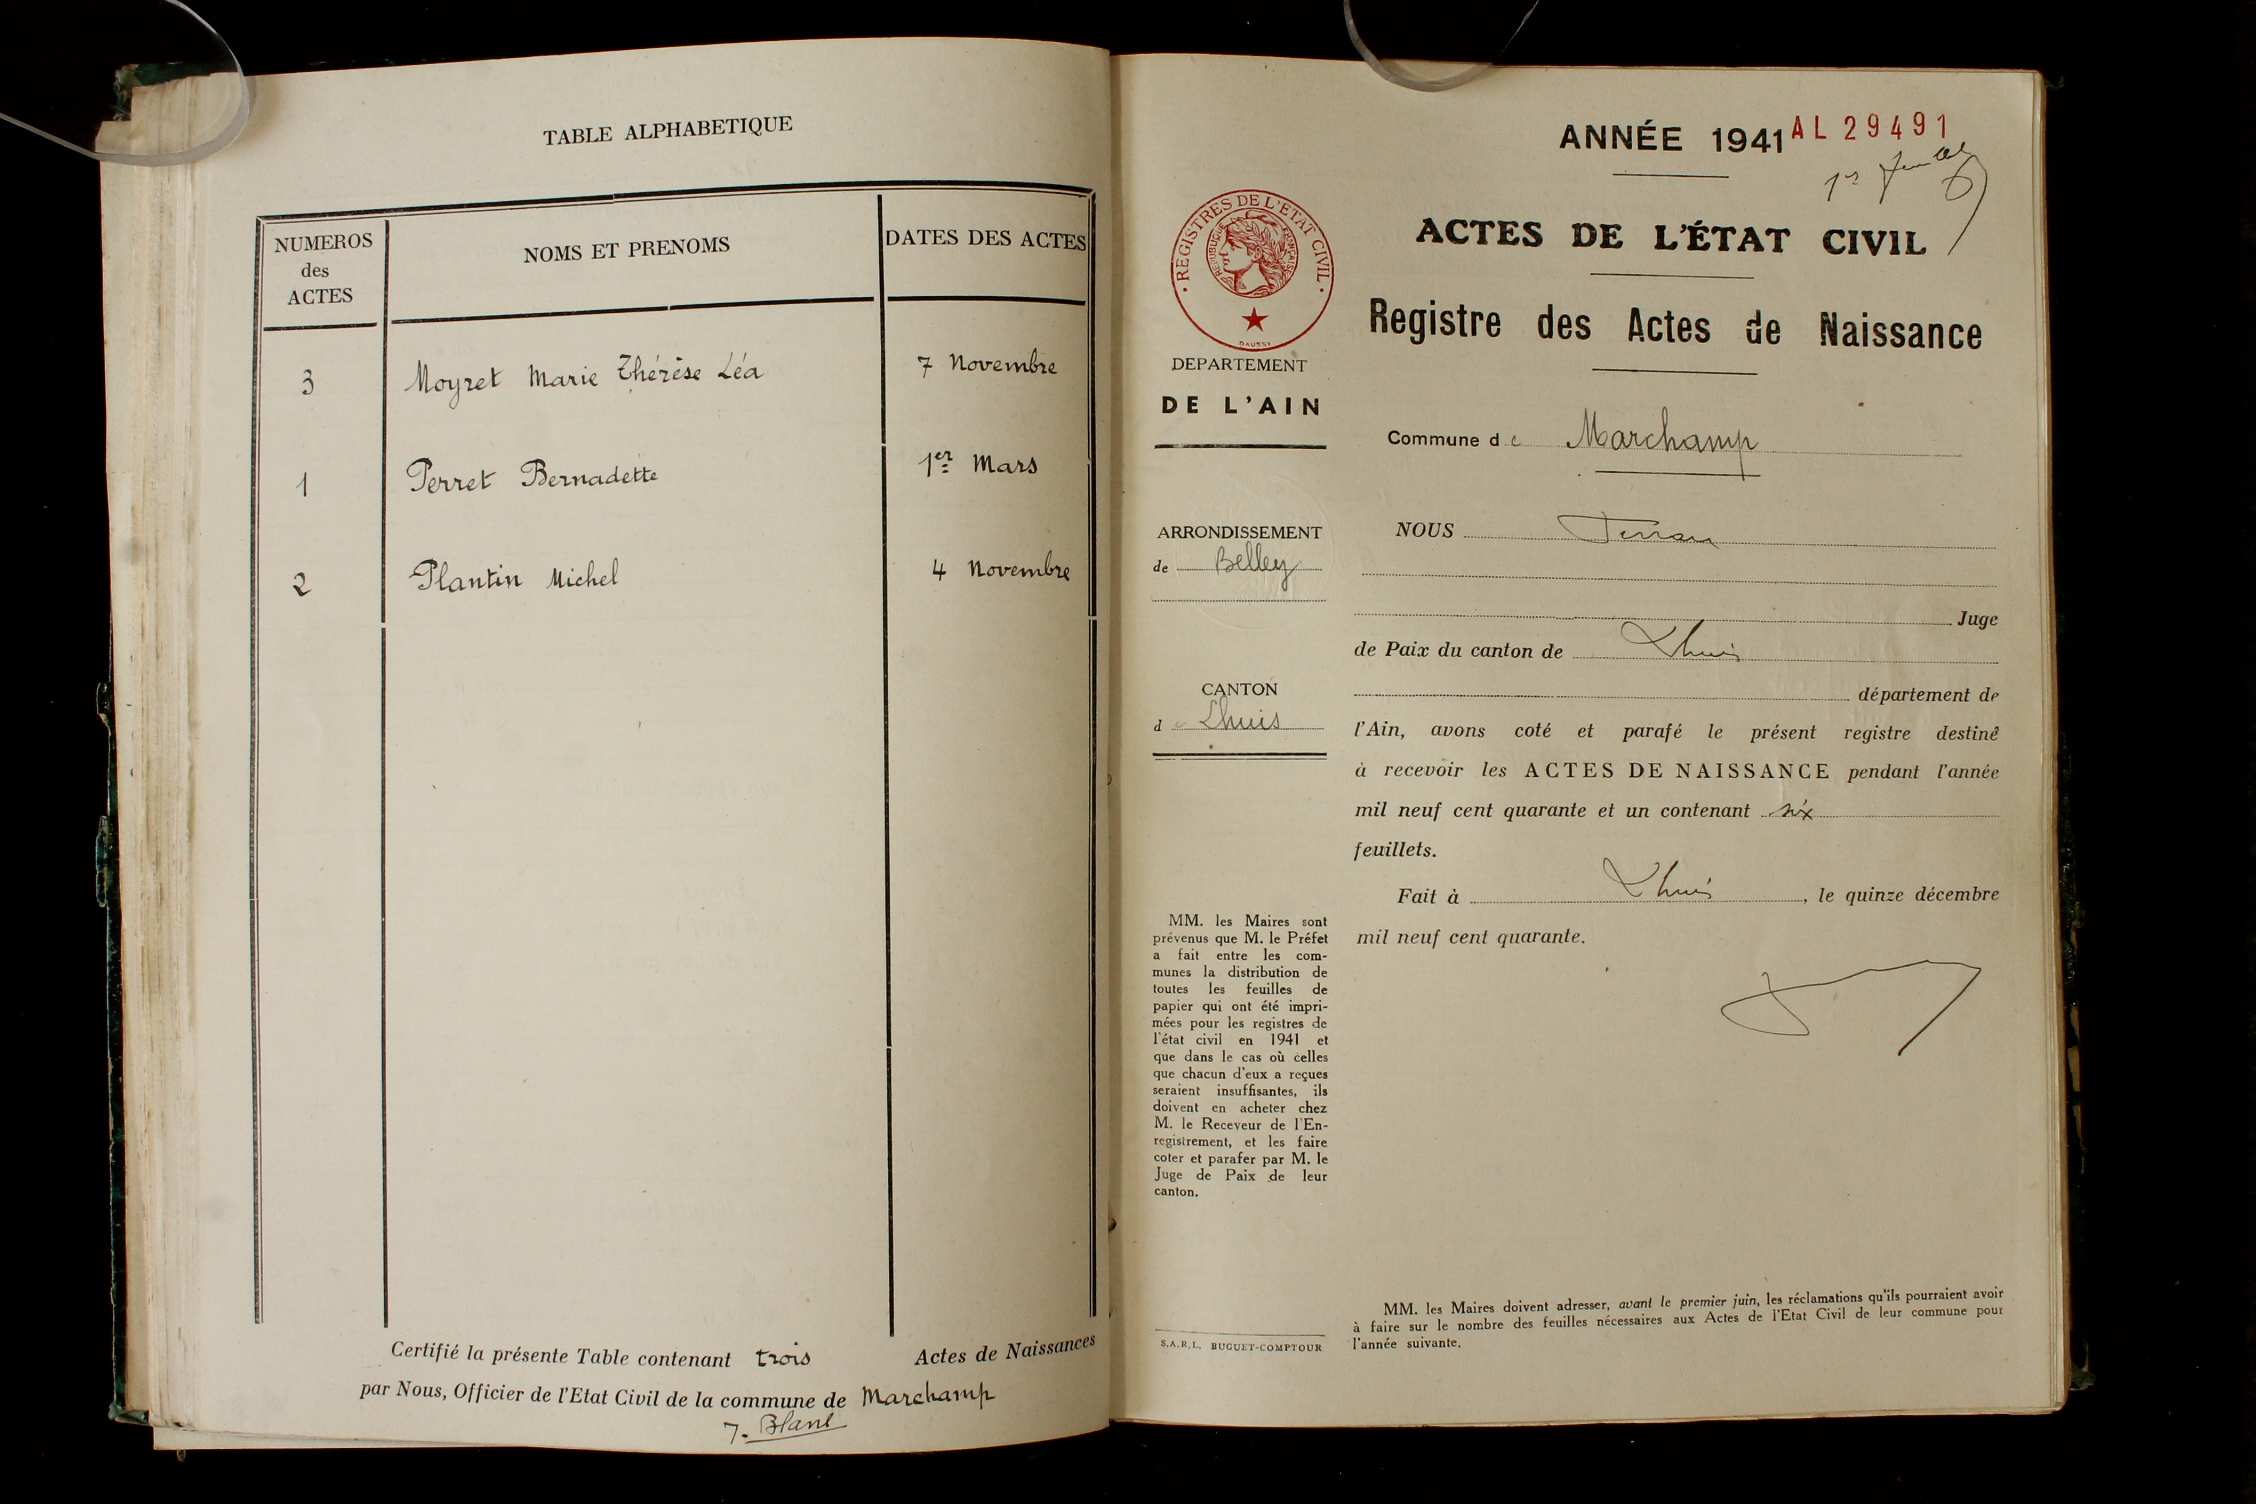 TABLE ALPHABETIQUE
NUMEROS
des
ACTES
NOMS ET PRENOMS
DATES DES ACTES
3 Moyret Marie Thérèse Léa 7 Novembre
1 Perret Bernadette 1er Mars
2 Plantin Michel 4 Novembre
Certifié la présente Table contenant trois Actes de Naissances
par Nous, Officier de l'Etat Civil de la commune de Marchamp
J. Blanc
ANNÉE 1941
AL 29491
1er
ACTES DE L'ÉTAT CIVIL
Registre des Actes de Naissance
• REGISTRES DE L'ETAT CIVIL •
REPUBLIQUE FRANÇAISE
DAUSSY
DEPARTEMENT
DE L'AIN
ARRONDISSEMENT
de Belley
CANTON
de Lhuis
MM. les Maires sont
prévenus que M. le Préfet
a fait entre les com-
munes la distribution de
toutes les feuilles de
papier qui ont été impri-
mées pour les registres de
l'état civil en 1941 et
que dans le cas où celles
que chacun d'eux a reçues
seraient insuffisantes, ils
doivent en acheter chez
M. le Receveur de l'En-
registrement, et les faire
coter et parafer par M. le
Juge de Paix de leur
canton.
S.A.R.L. BUGUET-COMPTOUR
Commune de Marchamp
NOUS
Juge
de Paix du canton de Lhuis
département de
l'Ain, avons coté et parafé le présent registre destiné
à recevoir les ACTES DE NAISSANCE pendant l'année
mil neuf cent quarante et un contenant six
feuillets.
Fait à Lhuis, le quinze décembre
mil neuf cent quarante.
MM. les Maires doivent adresser, avant le premier juin, les réclamations qu'ils pourraient avoir
à faire sur le nombre des feuilles nécessaires aux Actes de l'Etat Civil de leur commune pour
l'année suivante.